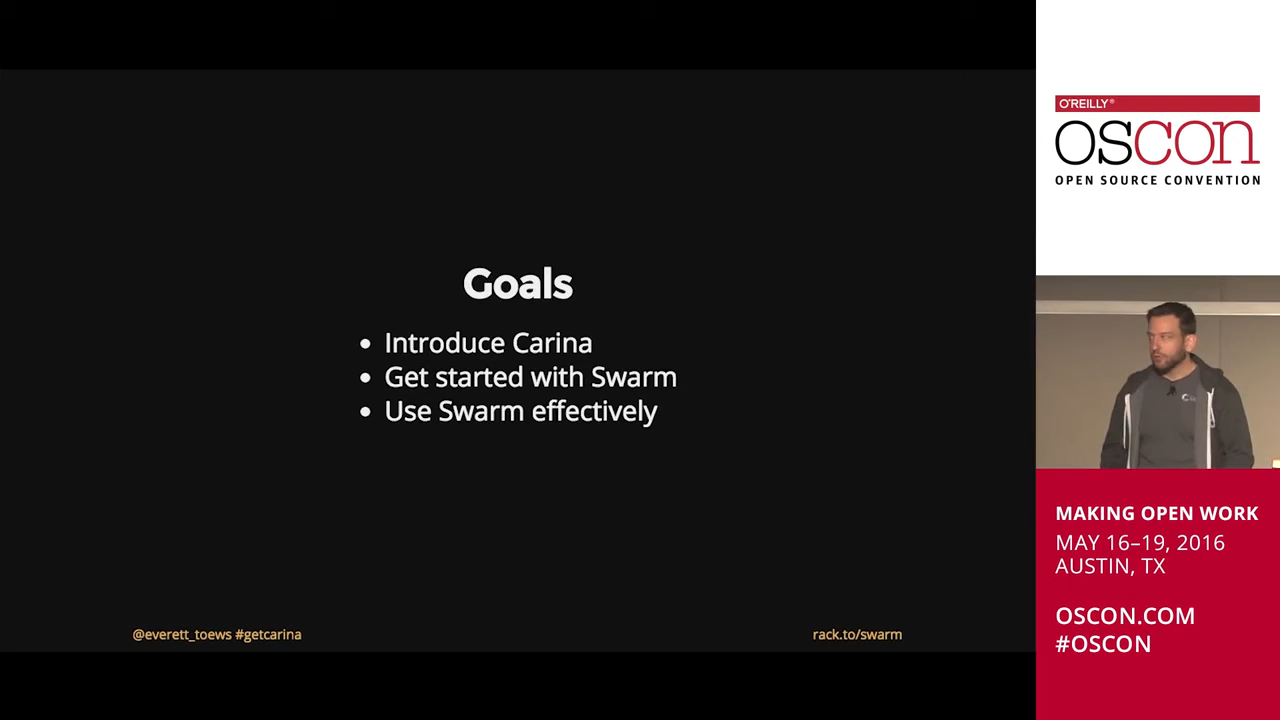 Goals
• Introduce Carina
• Get started with Swarm
• Use Swarm effectively
@everett_toews #getcarina
rack.to/swarm
O'REILLY®
OSCON
OPEN SOURCE CONVENTION
MAKING OPEN WORK
MAY 16–19, 2016
AUSTIN, TX
OSCON.COM
#OSCON